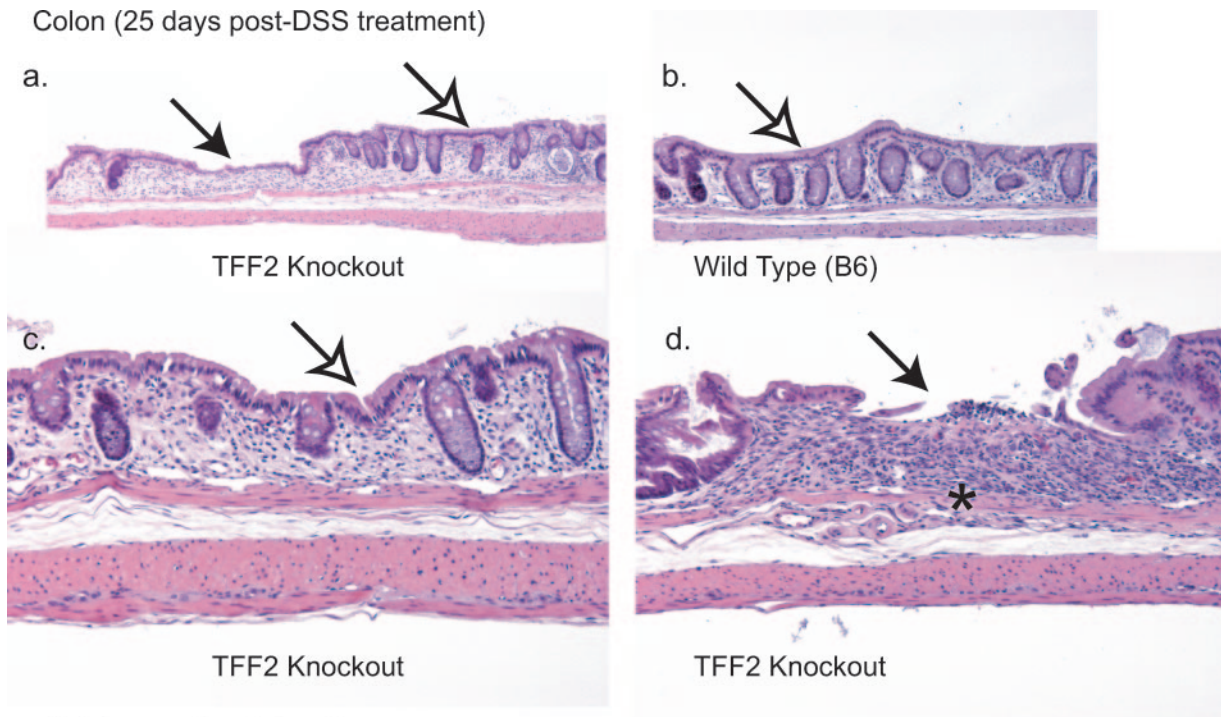 Colon (25 days post-DSS treatment)
a.
b.
TFF2 Knockout
Wild Type (B6)
c.
d.
*
TFF2 Knockout
TFF2 Knockout